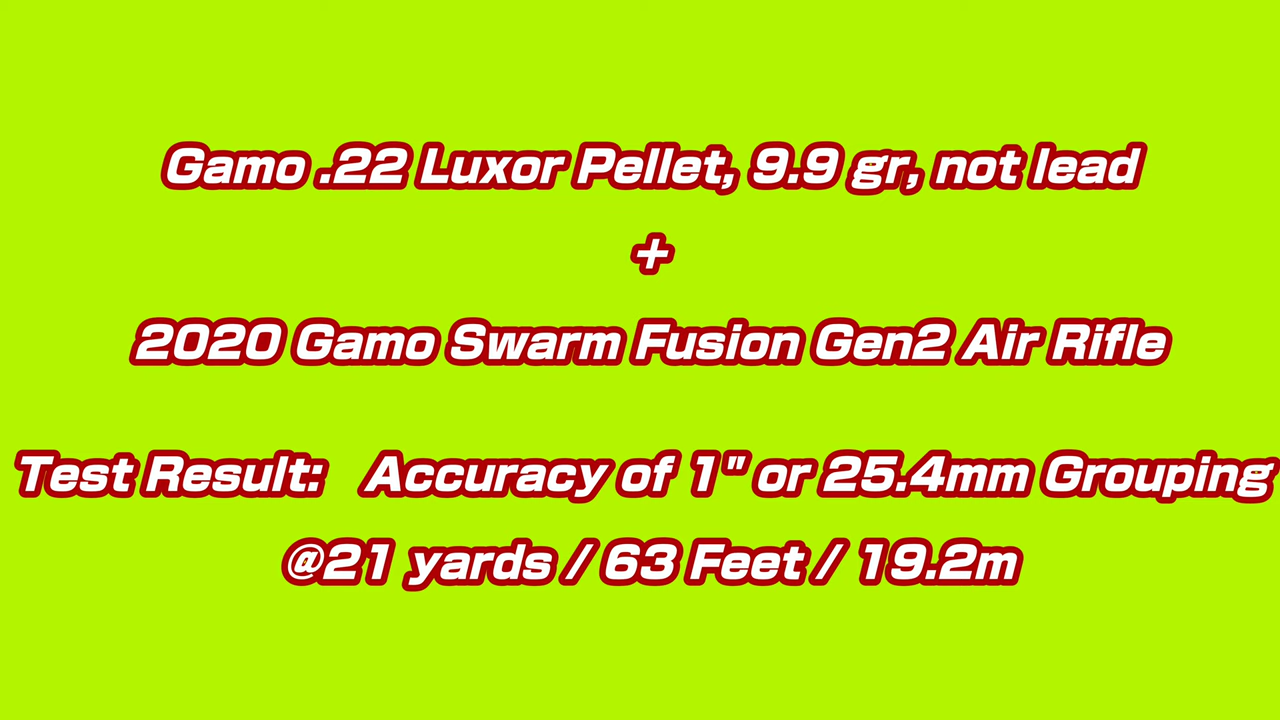 Gamo .22 Luxor Pellet, 9.9 gr, not lead
+
2020 Gamo Swarm Fusion Gen2 Air Rifle
Test Result: Accuracy of 1" or 25.4mm Grouping
@21 yards / 63 Feet / 19.2m